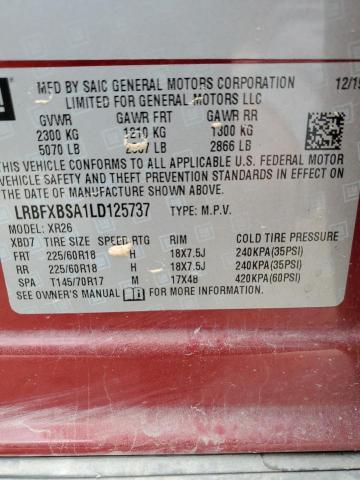 GM
MFD BY SAIC GENERAL MOTORS CORPORATION 12/19
LIMITED FOR GENERAL MOTORS LLC
GVWR GAWR FRT GAWR RR
2300 KG 1210 KG 1300 KG
5070 LB LB 2866 LB
THIS VEHICLE CONFORMS TO ALL APPLICABLE U.S. FEDERAL MOTOR
VEHICLE SAFETY AND THEFT PREVENTION STANDARDS IN EFFECT ON THE
DATE OF MANUFACTURE SHOWN ABOVE.
LRBFXBSA1LD125737 TYPE: M.P.V.
MODEL: XR26
XBD7 TIRE SIZE SPEED RTG RIM COLD TIRE PRESSURE
FRT 225/60R18 H 18X7.5J 240KPA(35PSI)
RR 225/60R18 H 18X7.5J 240KPA(35PSI)
SPA T145/70R17 M 17X4B 420KPA(60PSI)
SEE OWNER'S MANUAL FOR MORE INFORMATION